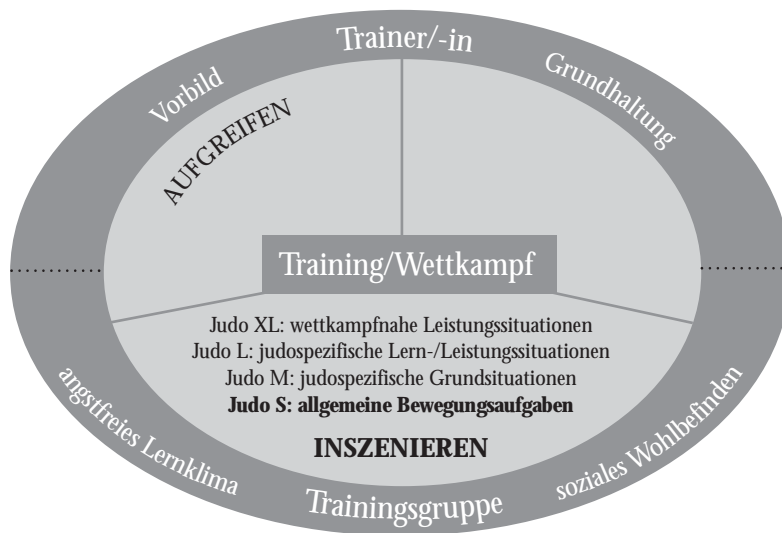 Trainer/-in
Vorbild
Grundhaltung
AUFGREIFEN
Training/Wettkampf
Judo XL: wettkampfnahe Leistungssituationen
Judo L: judospezifische Lern-/Leistungssituationen
Judo M: judospezifische Grundsituationen
Judo S: allgemeine Bewegungsaufgaben
INSZENIEREN
angstfreies Lernklima
soziales Wohlbefinden
Trainingsgruppe